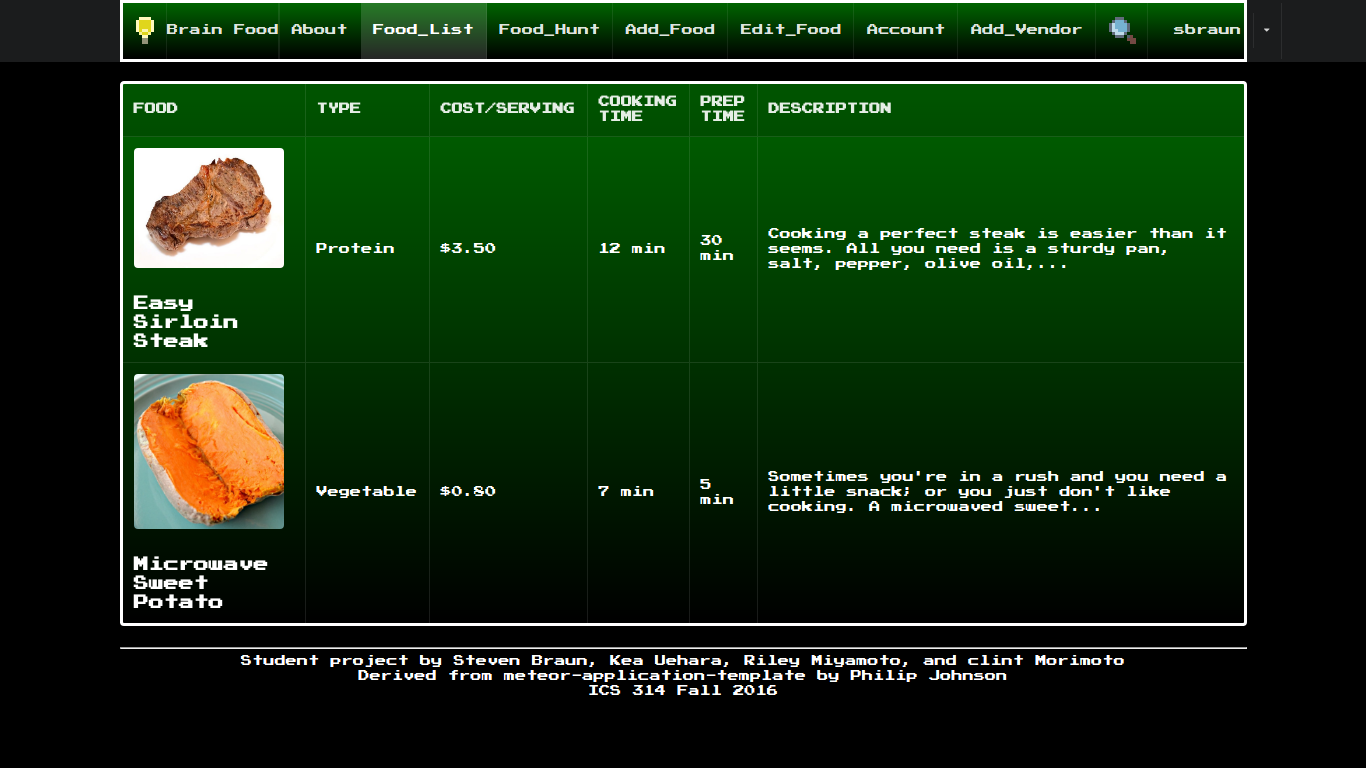 Brain Food About Food_List Food_Hunt Add_Food Edit_Food Account Add_Vendor sbraun
FOOD TYPE COST/SERVING COOKING TIME PREP TIME DESCRIPTION
Easy
Sirloin
Steak
Protein
$3.50
12 min
30
min
Cooking a perfect steak is easier than it
seems. All you need is a sturdy pan,
salt, pepper, olive oil,...
Microwave
Sweet
Potato
Vegetable
$0.80
7 min
5
min
Sometimes you're in a rush and you need a
little snack; or you just don't like
cooking. A microwaved sweet...
Student project by Steven Braun, Kea Uehara, Riley Miyamoto, and clint Morimoto
Derived from meteor-application-template by Philip Johnson
ICS 314 Fall 2016